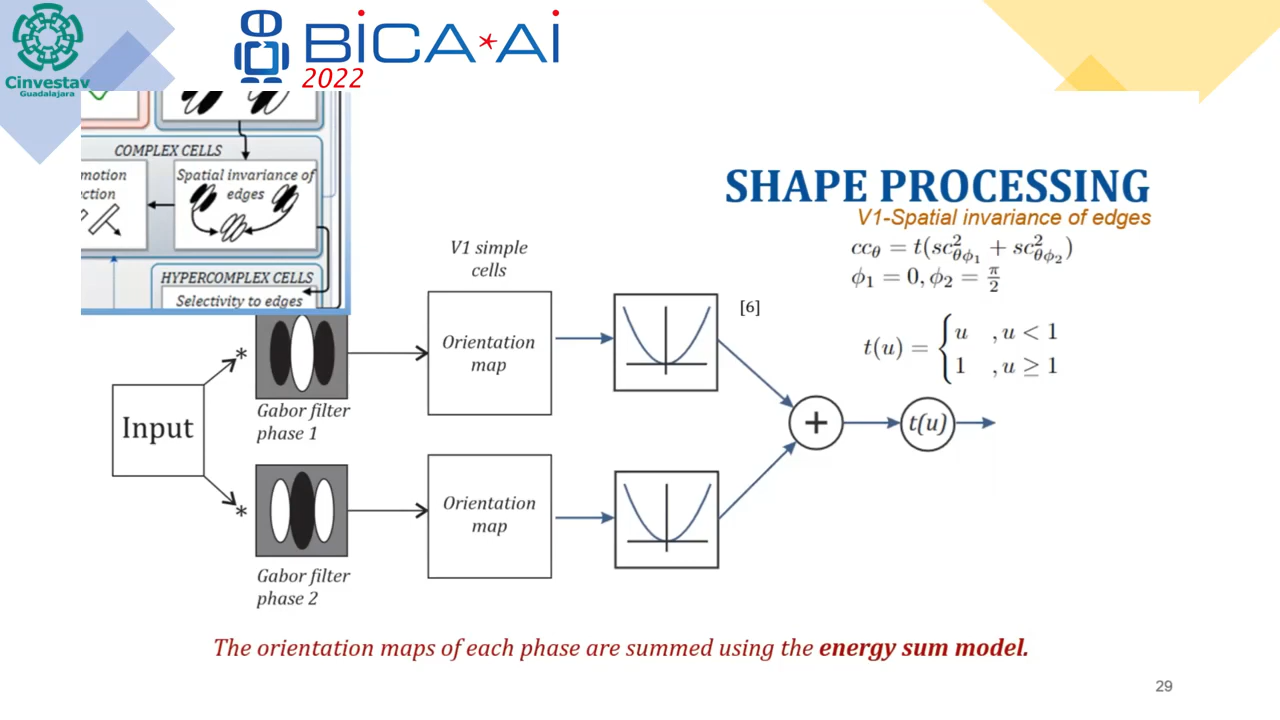 Cinvestav
Guadalajara
BiCA*Ai
2022
COMPLEX CELLS
motion
ction
Spatial invariance of
edges
HYPERCOMPLEX CELLS
Selectivity to edges
SHAPE PROCESSING
V1-Spatial invariance of edges
cc_θ = t(sc²_θϕ₁ + sc²_θϕ₂)
ϕ₁ = 0, ϕ₂ = π/2
t(u) = { u , u < 1
1 , u ≥ 1
V1 simple
cells
[6]
Input
*
Gabor filter
phase 1
Orientation
map
+
t(u)
*
Gabor filter
phase 2
Orientation
map
The orientation maps of each phase are summed using the energy sum model.
29